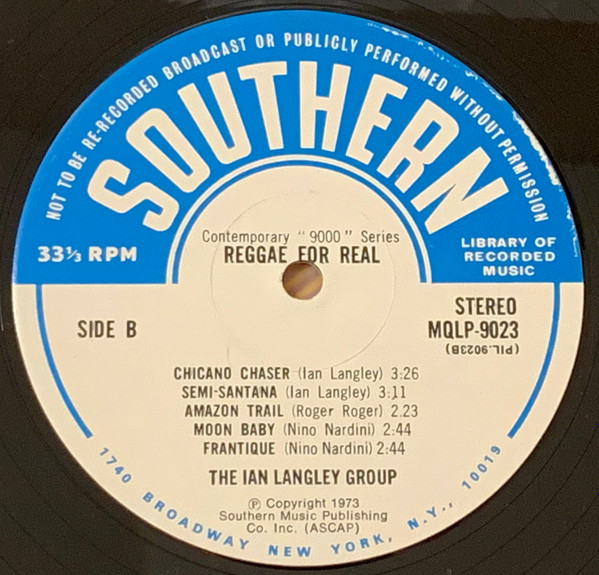 NOT TO BE RE-RECORDED BROADCAST OR PUBLICLY PERFORMED WITHOUT PERMISSION
SOUTHERN
33⅓ RPM
LIBRARY OF
RECORDED
MUSIC
Contemporary "9000" Series
REGGAE FOR REAL
SIDE B
STEREO
MQLP-9023
(PIL.9023B)
CHICANO CHASER (Ian Langley) 3:26
SEMI-SANTANA (Ian Langley) 3:11
AMAZON TRAIL (Roger Roger) 2.23
MOON BABY (Nino Nardini) 2:44
FRANTIQUE (Nino Nardini) 2:44
THE IAN LANGLEY GROUP
℗ Copyright 1973
Southern Music Publishing
Co. Inc. (ASCAP)
1740 BROADWAY NEW YORK, N.Y., 10019